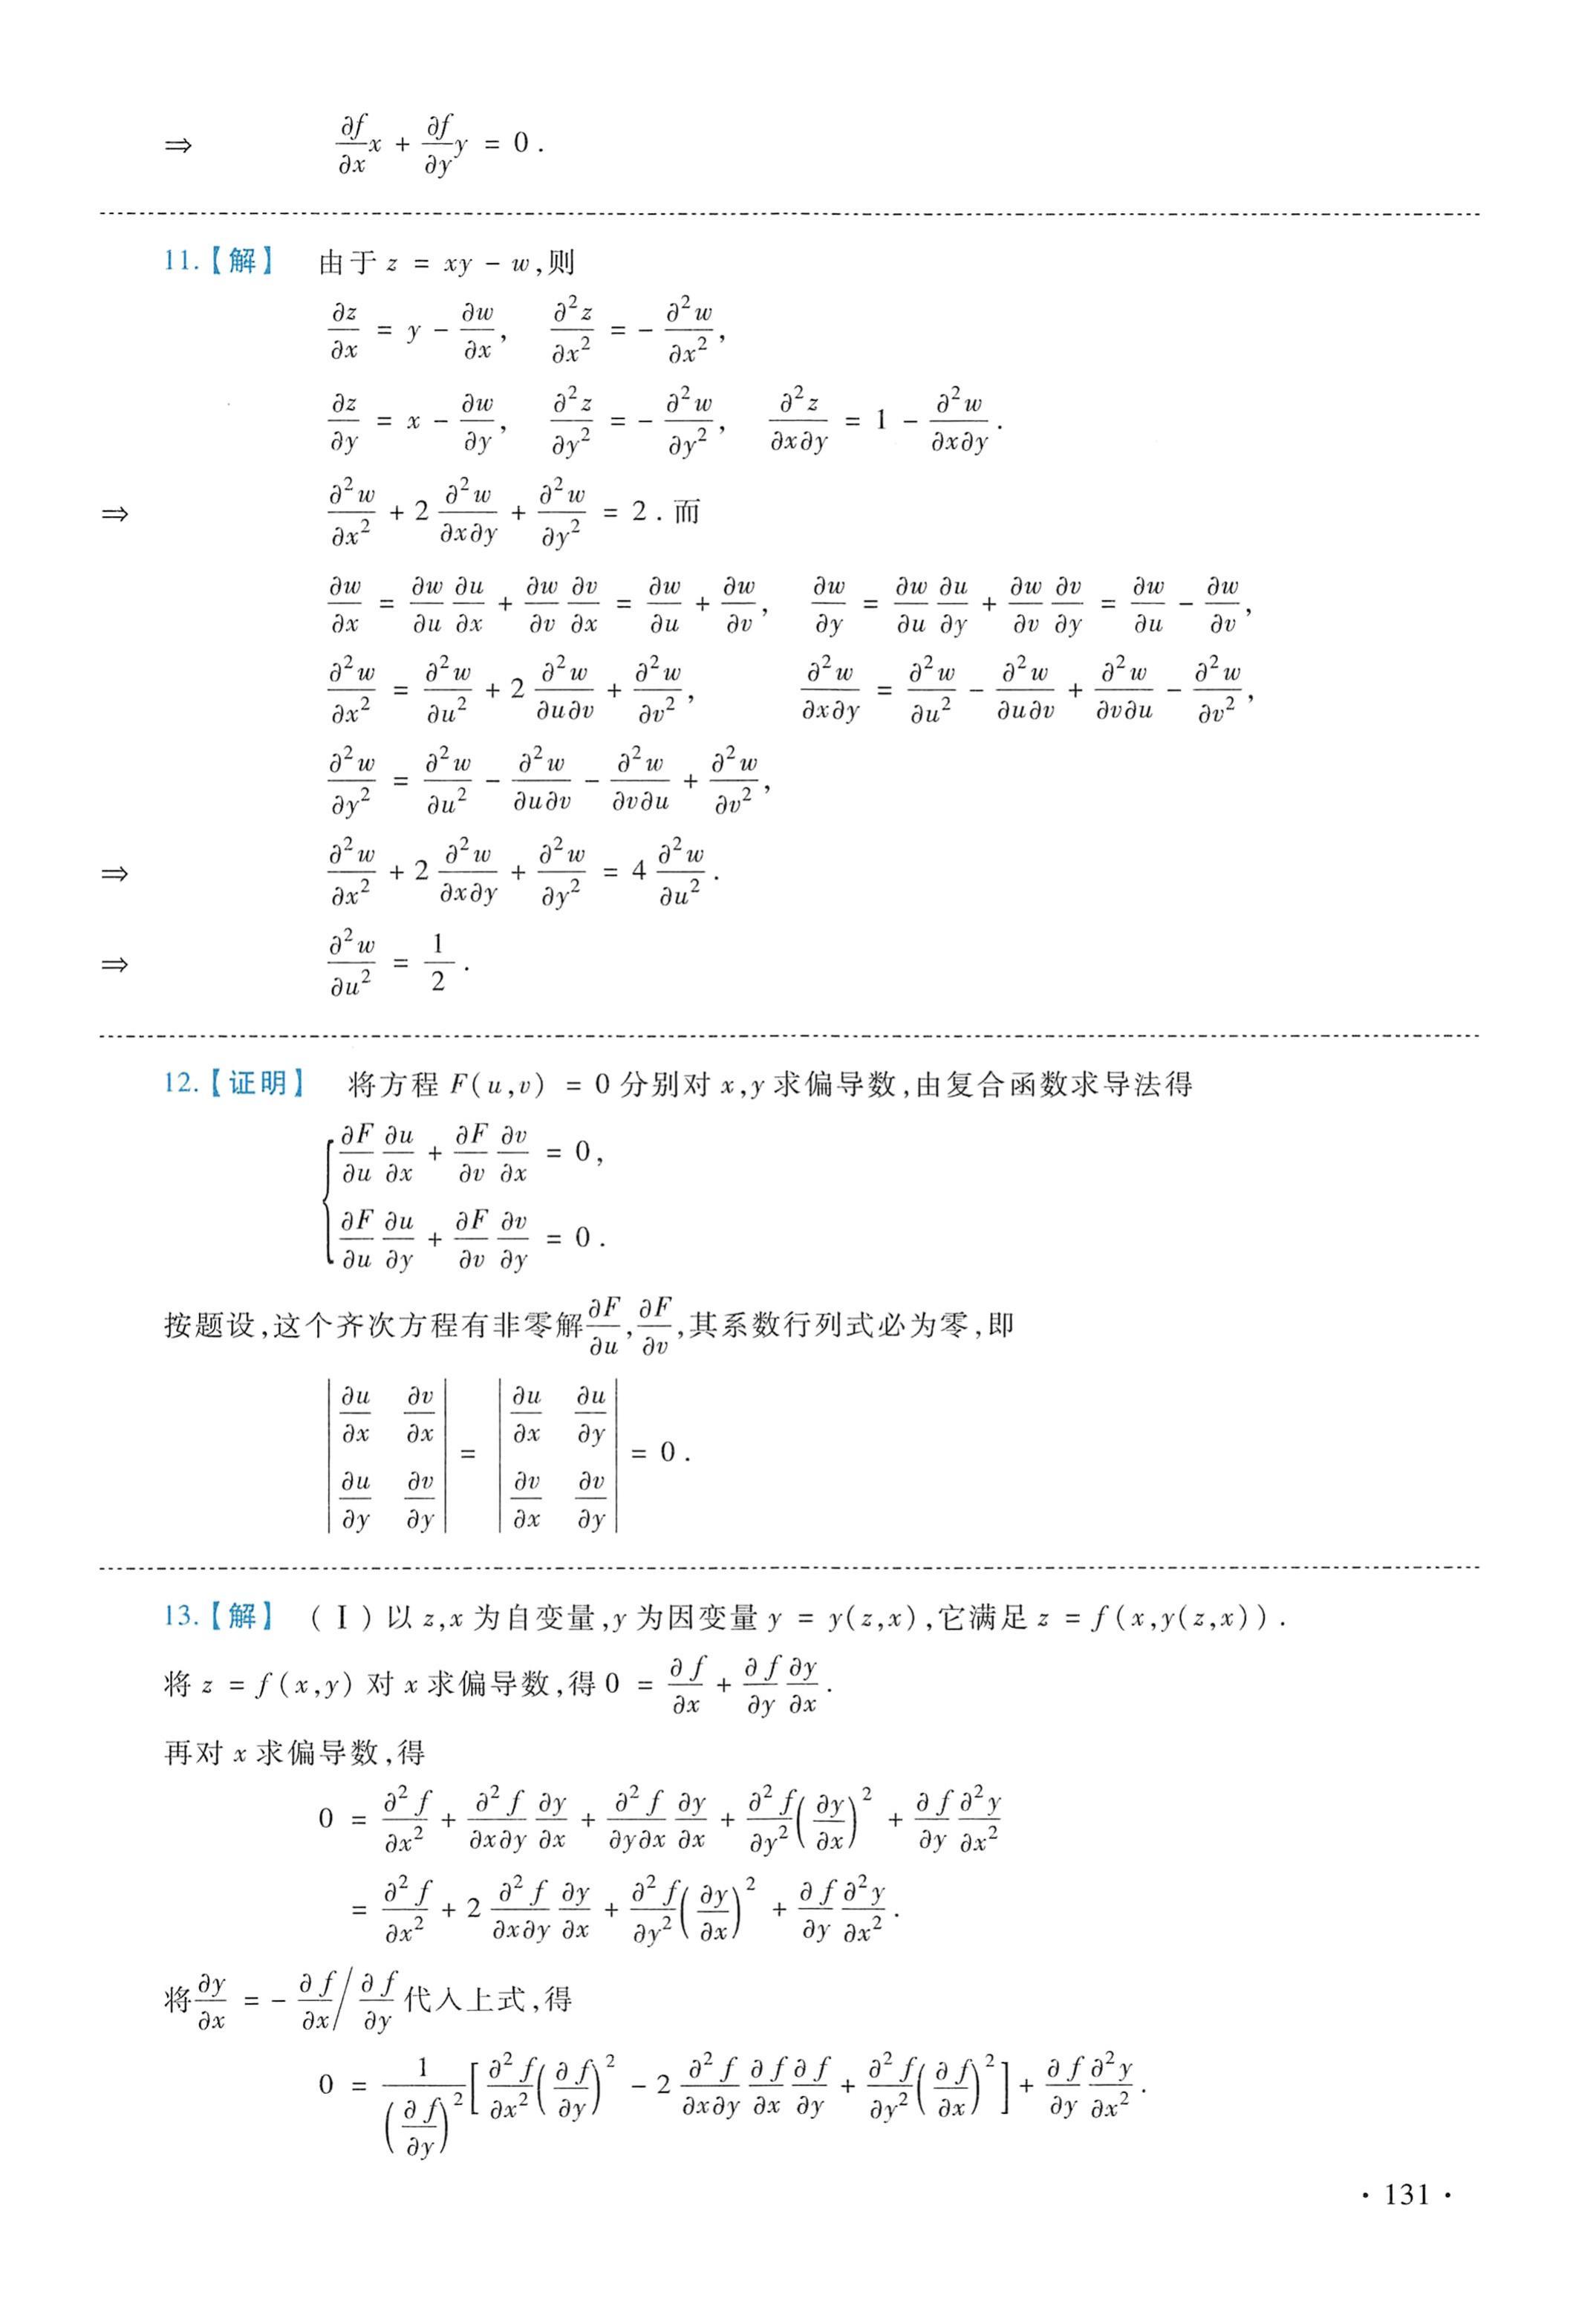 ⇒ $\frac{\partial f}{\partial x}x + \frac{\partial f}{\partial y}y = 0.$
11.【解】 由于 $z = xy - w$,则
$\frac{\partial z}{\partial x} = y - \frac{\partial w}{\partial x},\quad \frac{\partial^2 z}{\partial x^2} = -\frac{\partial^2 w}{\partial x^2},$
$\frac{\partial z}{\partial y} = x - \frac{\partial w}{\partial y},\quad \frac{\partial^2 z}{\partial y^2} = -\frac{\partial^2 w}{\partial y^2},\quad \frac{\partial^2 z}{\partial x\partial y} = 1 - \frac{\partial^2 w}{\partial x\partial y}.$
⇒ $\frac{\partial^2 w}{\partial x^2} + 2\frac{\partial^2 w}{\partial x\partial y} + \frac{\partial^2 w}{\partial y^2} = 2.$ 而
$\frac{\partial w}{\partial x} = \frac{\partial w}{\partial u}\frac{\partial u}{\partial x} + \frac{\partial w}{\partial v}\frac{\partial v}{\partial x} = \frac{\partial w}{\partial u} + \frac{\partial w}{\partial v},\quad \frac{\partial w}{\partial y} = \frac{\partial w}{\partial u}\frac{\partial u}{\partial y} + \frac{\partial w}{\partial v}\frac{\partial v}{\partial y} = \frac{\partial w}{\partial u} - \frac{\partial w}{\partial v},$
$\frac{\partial^2 w}{\partial x^2} = \frac{\partial^2 w}{\partial u^2} + 2\frac{\partial^2 w}{\partial u\partial v} + \frac{\partial^2 w}{\partial v^2},\quad \frac{\partial^2 w}{\partial x\partial y} = \frac{\partial^2 w}{\partial u^2} - \frac{\partial^2 w}{\partial u\partial v} + \frac{\partial^2 w}{\partial v\partial u} - \frac{\partial^2 w}{\partial v^2},$
$\frac{\partial^2 w}{\partial y^2} = \frac{\partial^2 w}{\partial u^2} - \frac{\partial^2 w}{\partial u\partial v} - \frac{\partial^2 w}{\partial v\partial u} + \frac{\partial^2 w}{\partial v^2},$
⇒ $\frac{\partial^2 w}{\partial x^2} + 2\frac{\partial^2 w}{\partial x\partial y} + \frac{\partial^2 w}{\partial y^2} = 4\frac{\partial^2 w}{\partial u^2}.$
⇒ $\frac{\partial^2 w}{\partial u^2} = \frac{1}{2}.$
12.【证明】 将方程 $F(u,v) = 0$ 分别对 $x,y$ 求偏导数,由复合函数求导法得
$\begin{cases}\frac{\partial F}{\partial u}\frac{\partial u}{\partial x} + \frac{\partial F}{\partial v}\frac{\partial v}{\partial x} = 0, \\ \frac{\partial F}{\partial u}\frac{\partial u}{\partial y} + \frac{\partial F}{\partial v}\frac{\partial v}{\partial y} = 0.\end{cases}$
按题设,这个齐次方程有非零解$\frac{\partial F}{\partial u},\frac{\partial F}{\partial v}$,其系数行列式必为零,即
$\begin{vmatrix}\frac{\partial u}{\partial x} & \frac{\partial v}{\partial x} \\ \frac{\partial u}{\partial y} & \frac{\partial v}{\partial y}\end{vmatrix} = \begin{vmatrix}\frac{\partial u}{\partial x} & \frac{\partial u}{\partial y} \\ \frac{\partial v}{\partial x} & \frac{\partial v}{\partial y}\end{vmatrix} = 0.$
13.【解】 (Ⅰ)以 $z,x$ 为自变量,$y$ 为因变量 $y = y(z,x)$,它满足 $z = f(x,y(z,x))$.
将 $z = f(x,y)$ 对 $x$ 求偏导数,得 $0 = \frac{\partial f}{\partial x} + \frac{\partial f}{\partial y}\frac{\partial y}{\partial x}.$
再对 $x$ 求偏导数,得
$0 = \frac{\partial^2 f}{\partial x^2} + \frac{\partial^2 f}{\partial x\partial y}\frac{\partial y}{\partial x} + \frac{\partial^2 f}{\partial y\partial x}\frac{\partial y}{\partial x} + \frac{\partial^2 f}{\partial y^2}\left(\frac{\partial y}{\partial x}\right)^2 + \frac{\partial f}{\partial y}\frac{\partial^2 y}{\partial x^2}$
$= \frac{\partial^2 f}{\partial x^2} + 2\frac{\partial^2 f}{\partial x\partial y}\frac{\partial y}{\partial x} + \frac{\partial^2 f}{\partial y^2}\left(\frac{\partial y}{\partial x}\right)^2 + \frac{\partial f}{\partial y}\frac{\partial^2 y}{\partial x^2}.$
将$\frac{\partial y}{\partial x} = -\frac{\partial f}{\partial x}\Big/\frac{\partial f}{\partial y}$代入上式,得
$0 = \frac{1}{\left(\frac{\partial f}{\partial y}\right)^2}\left[\frac{\partial^2 f}{\partial x^2}\left(\frac{\partial f}{\partial y}\right)^2 - 2\frac{\partial^2 f}{\partial x\partial y}\frac{\partial f}{\partial x}\frac{\partial f}{\partial y} + \frac{\partial^2 f}{\partial y^2}\left(\frac{\partial f}{\partial x}\right)^2\right] + \frac{\partial f}{\partial y}\frac{\partial^2 y}{\partial x^2}.$
· 131 ·